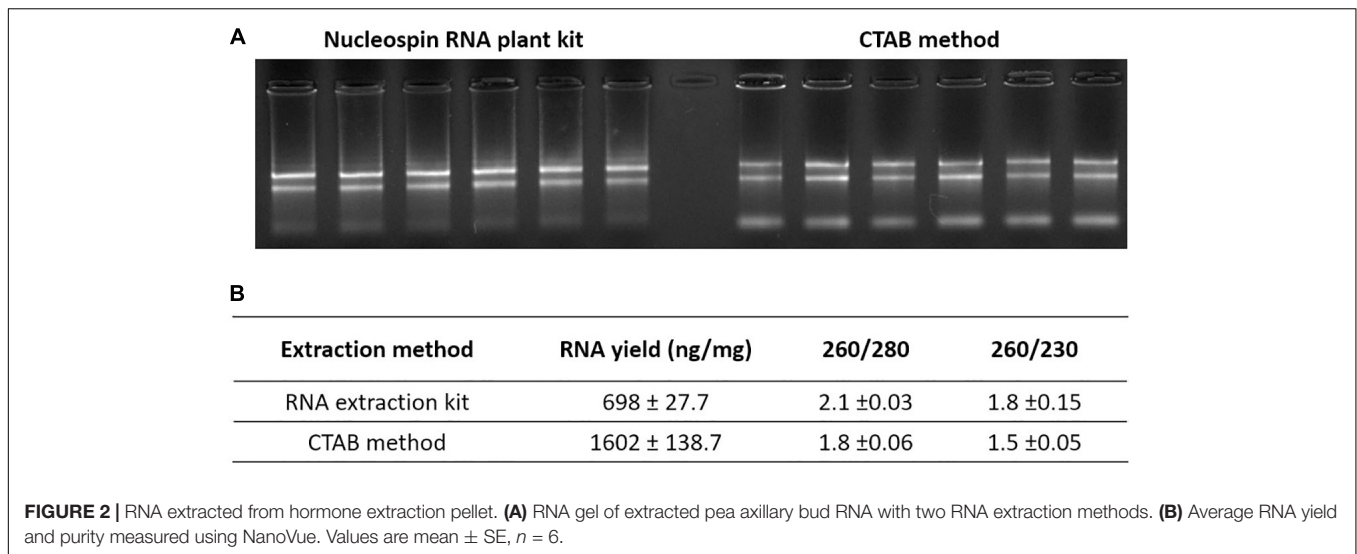 A
Nucleospin RNA plant kit CTAB method
B
Extraction method RNA yield (ng/mg) 260/280 260/230
RNA extraction kit 698 ± 27.7 2.1 ±0.03 1.8 ±0.15
CTAB method 1602 ± 138.7 1.8 ±0.06 1.5 ±0.05
FIGURE 2 | RNA extracted from hormone extraction pellet. (A) RNA gel of extracted pea axillary bud RNA with two RNA extraction methods. (B) Average RNA yield
and purity measured using NanoVue. Values are mean ± SE, n = 6.